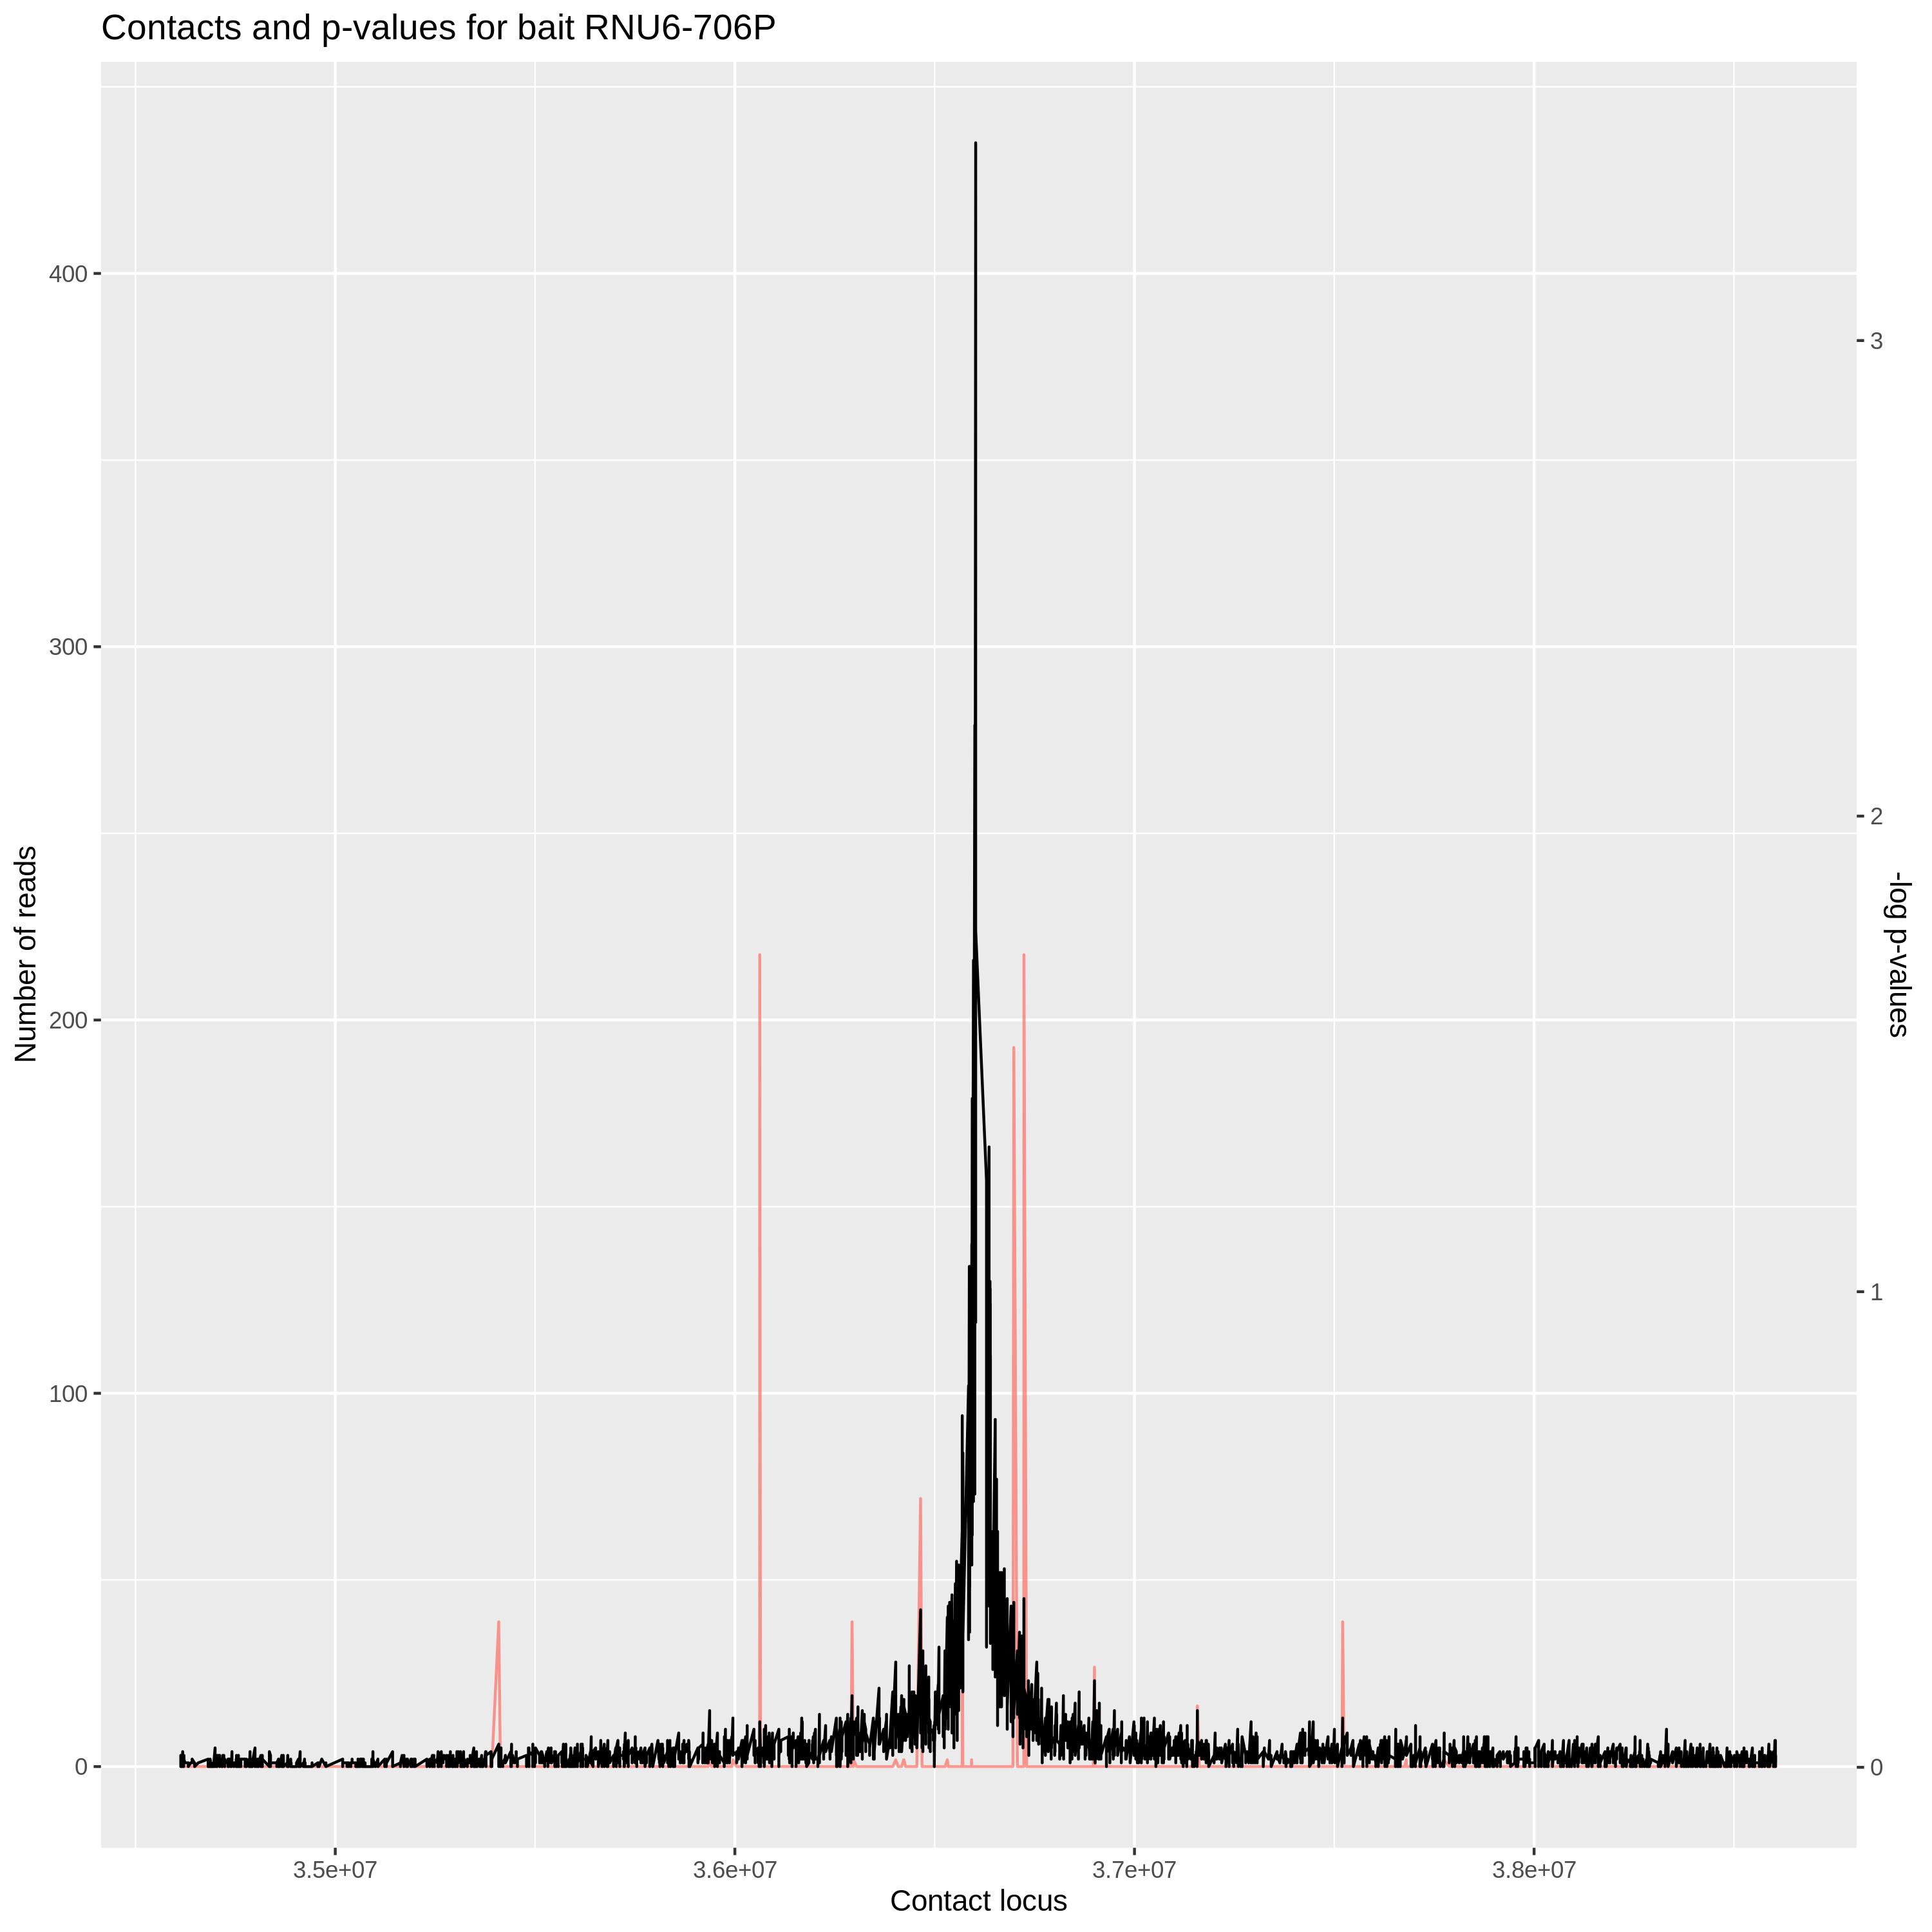 Contacts and p-values for bait RNU6-706P
400
300
200
100
0
Number of reads
3
2
1
0
-log p-values
3.5e+07
3.6e+07
3.7e+07
3.8e+07
Contact locus